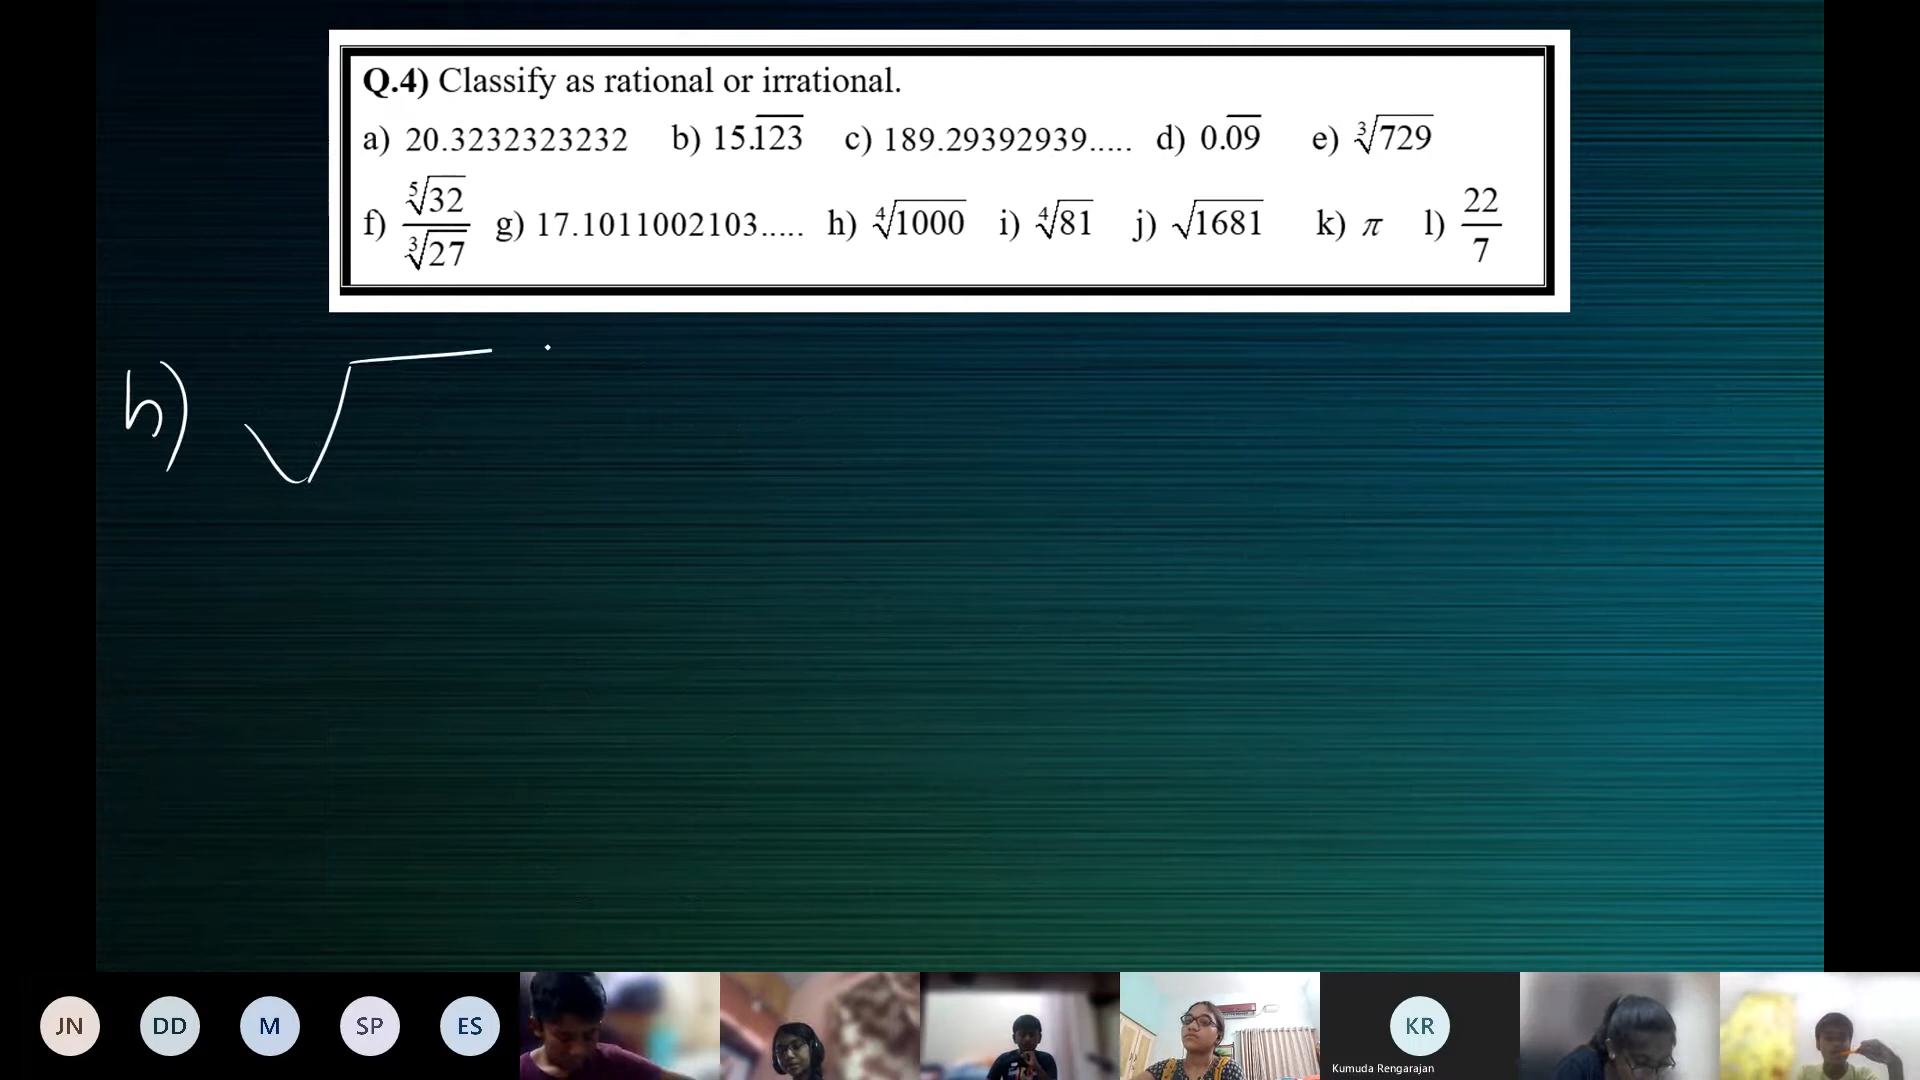 Q.4) Classify as rational or irrational.
a) 20.3232323232 b) 15.1̅2̅3̅ c) 189.29392939..... d) 0.0̅9̅ e) ∛729
f) ⁵√32 / ³√27 g) 17.1011002103..... h) ⁴√1000 i) ⁴√81 j) √1681 k) π l) 22/7
h) √
JN DD M SP ES KR
Kumuda Rengarajan